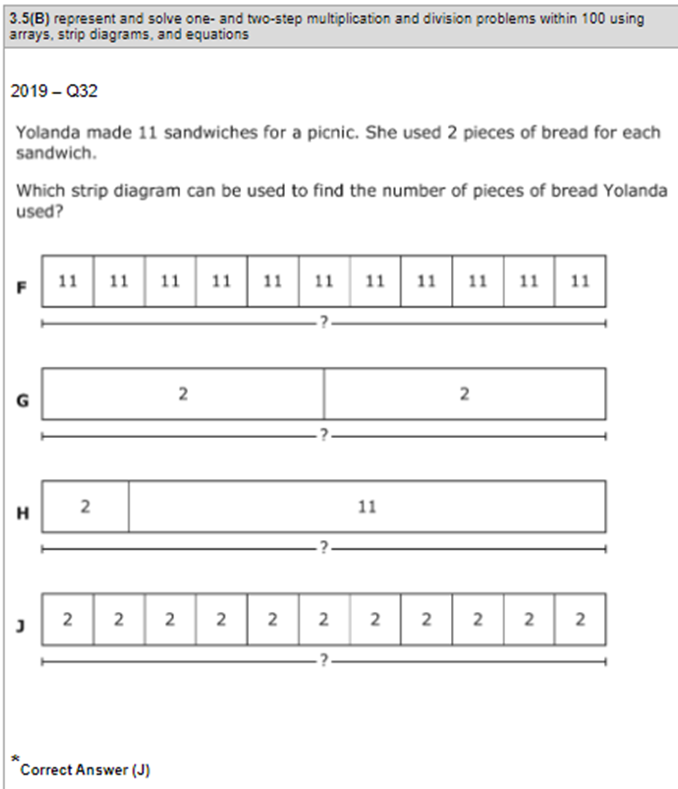 3.5(B) represent and solve one- and two-step multiplication and division problems within 100 using
arrays, strip diagrams, and equations
2019 – Q32
Yolanda made 11 sandwiches for a picnic. She used 2 pieces of bread for each
sandwich.
Which strip diagram can be used to find the number of pieces of bread Yolanda
used?
F 11 11 11 11 11 11 11 11 11 11 11
?
G 2 2
?
H 2 11
?
J 2 2 2 2 2 2 2 2 2 2 2
?
*Correct Answer (J)